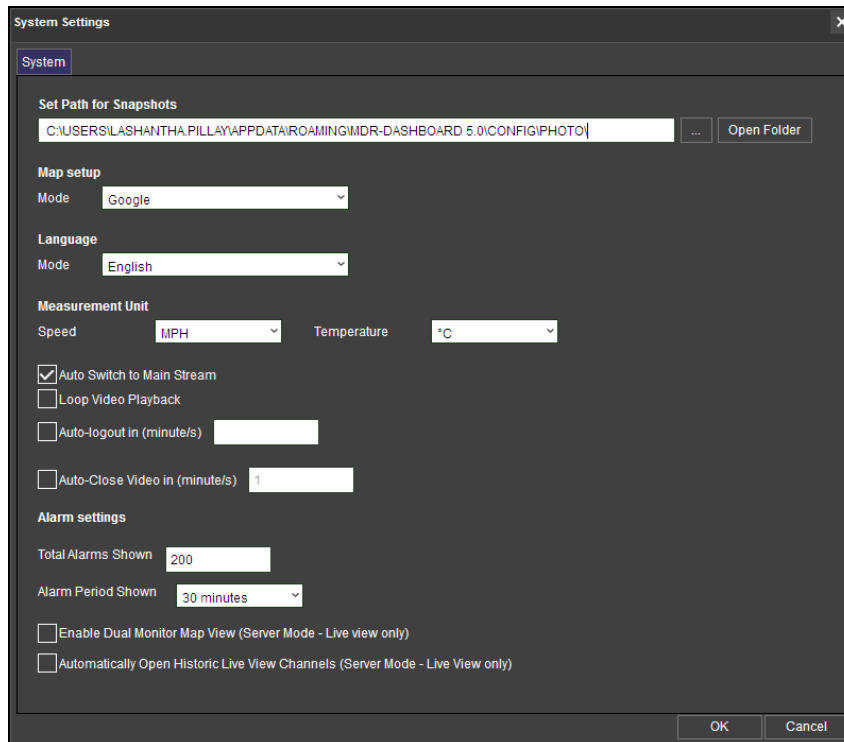 System Settings
System
Set Path for Snapshots
C:\USERS\LASHANTHA.PILLAY\APPDATA\ROAMING\MDR-DASHBOARD 5.0\CONFIG\PHOTO\
... Open Folder
Map setup
Mode Google
Language
Mode English
Measurement Unit
Speed MPH Temperature °C
Auto Switch to Main Stream
Loop Video Playback
Auto-logout in (minute/s)
Auto-Close Video in (minute/s) 1
Alarm settings
Total Alarms Shown 200
Alarm Period Shown 30 minutes
Enable Dual Monitor Map View (Server Mode - Live view only)
Automatically Open Historic Live View Channels (Server Mode - Live View only)
OK Cancel